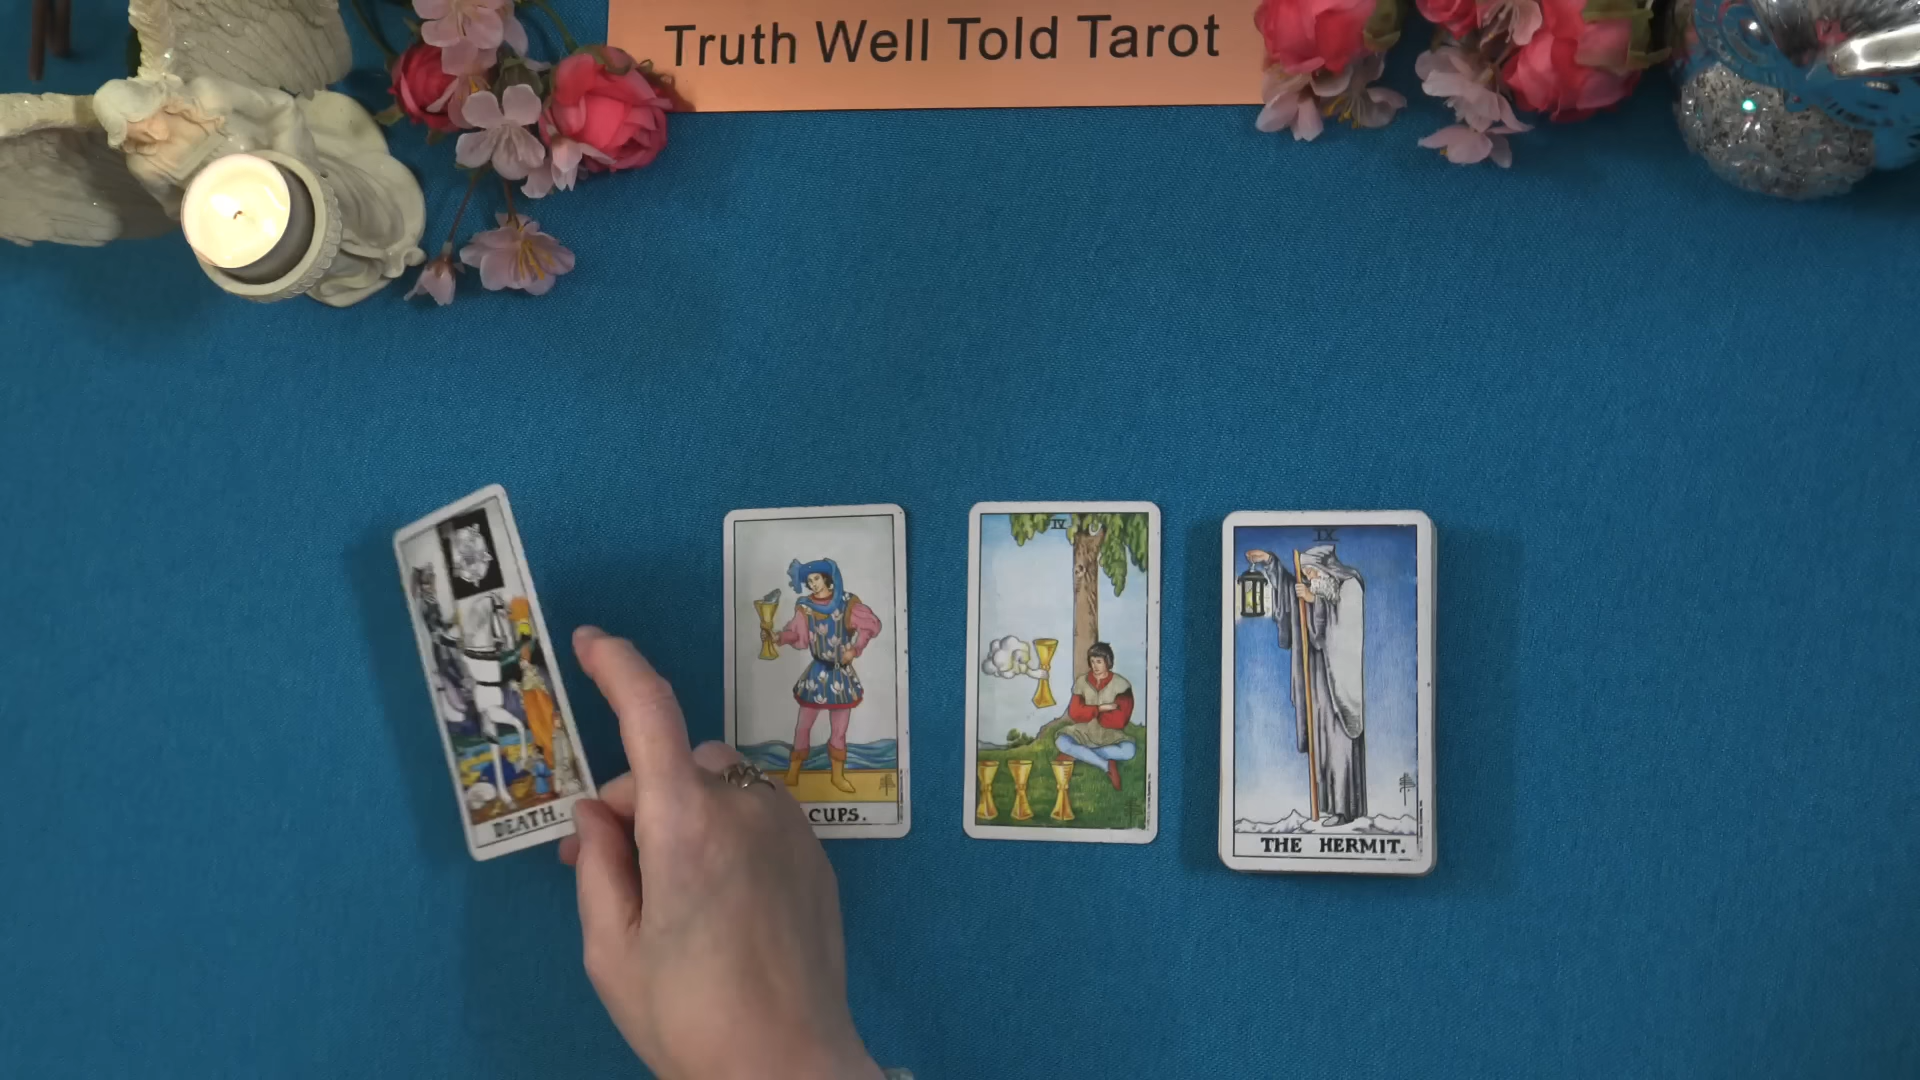 Truth Well Told Tarot
IV
IX
DEATH.
CUPS.
THE HERMIT.